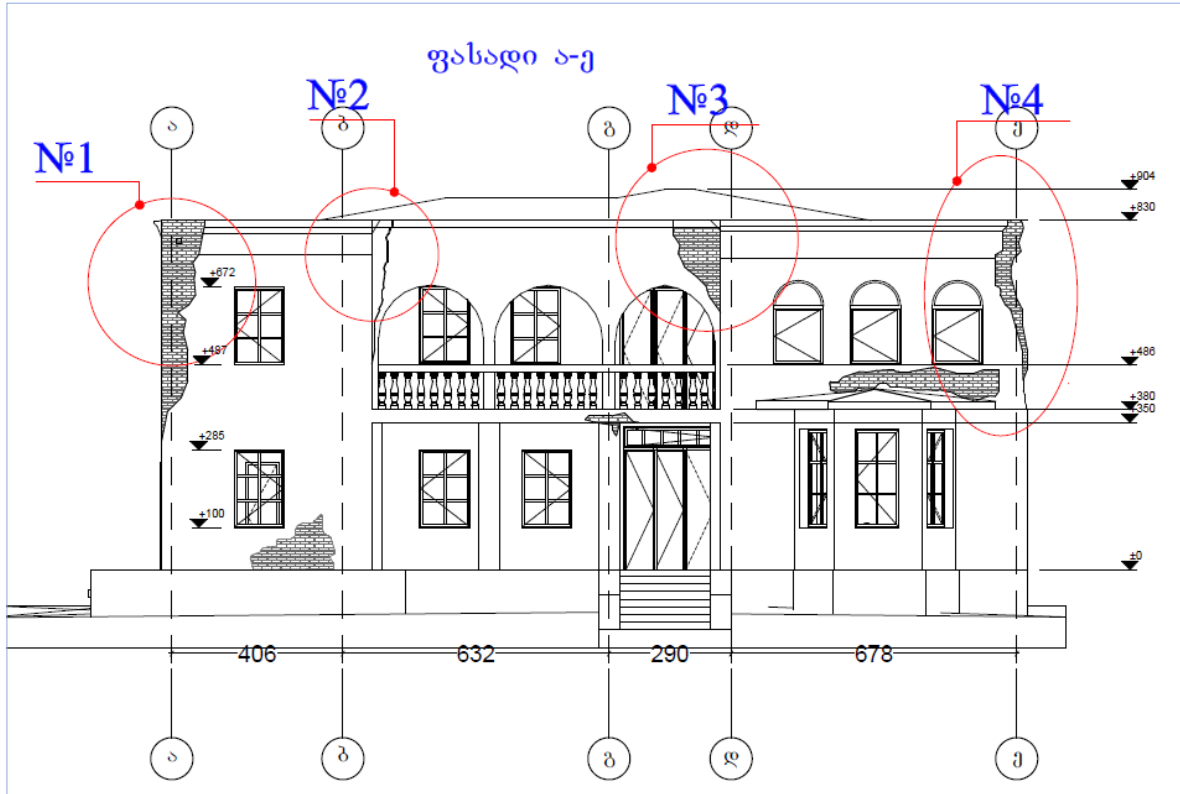 ფასადი ა-ე
№2
№3
№4
ა
ბ
გ
დ
ე
№1
+904
+830
+672
+487
+486
+380
+350
+285
+100
±0
406
632
290
678
ა
ბ
გ
დ
ე